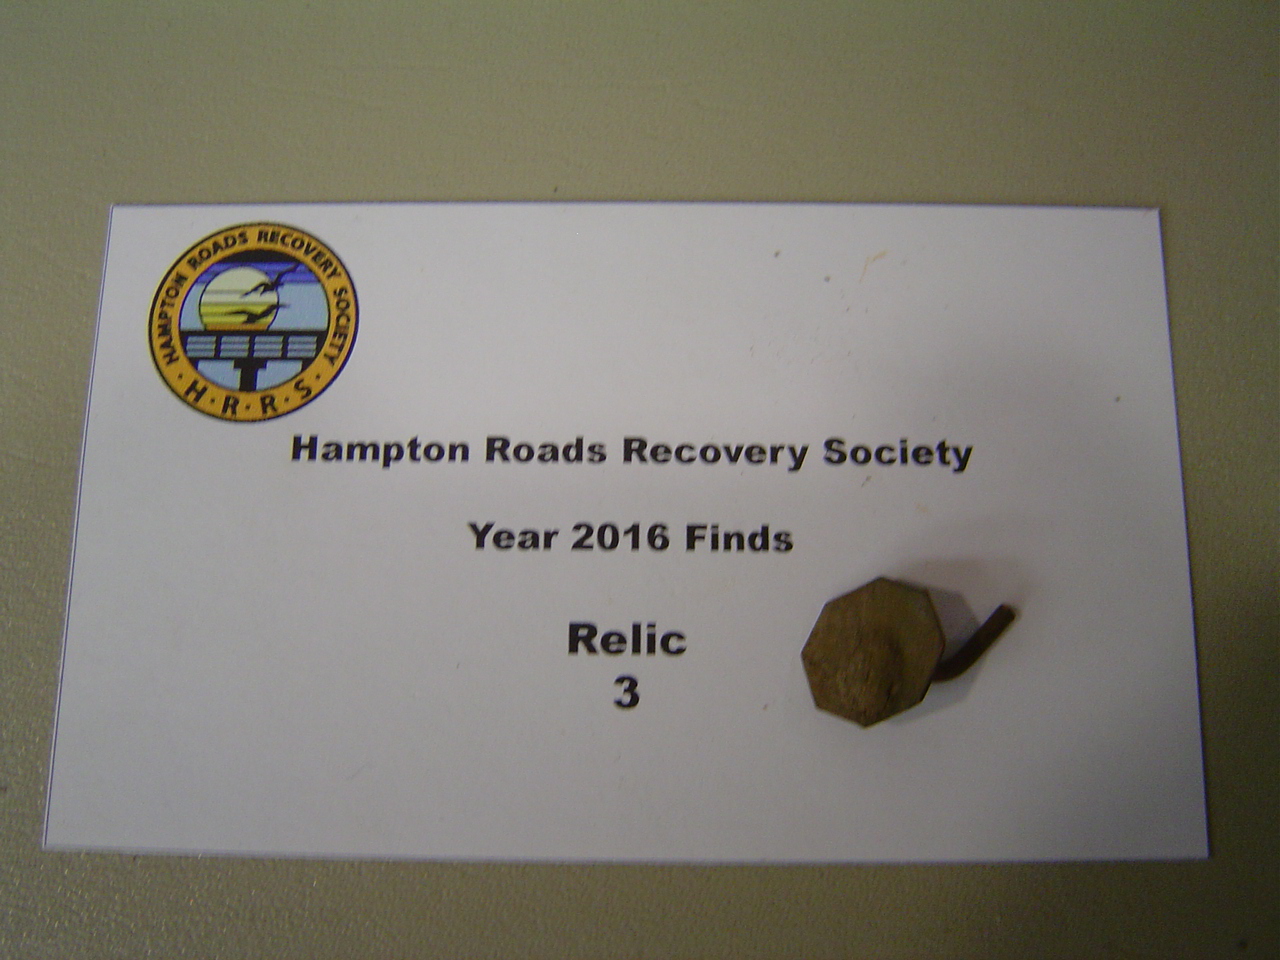 HAMPTON ROADS RECOVERY SOCIETY
H·R·R·S
Hampton Roads Recovery Society
Year 2016 Finds
Relic
3